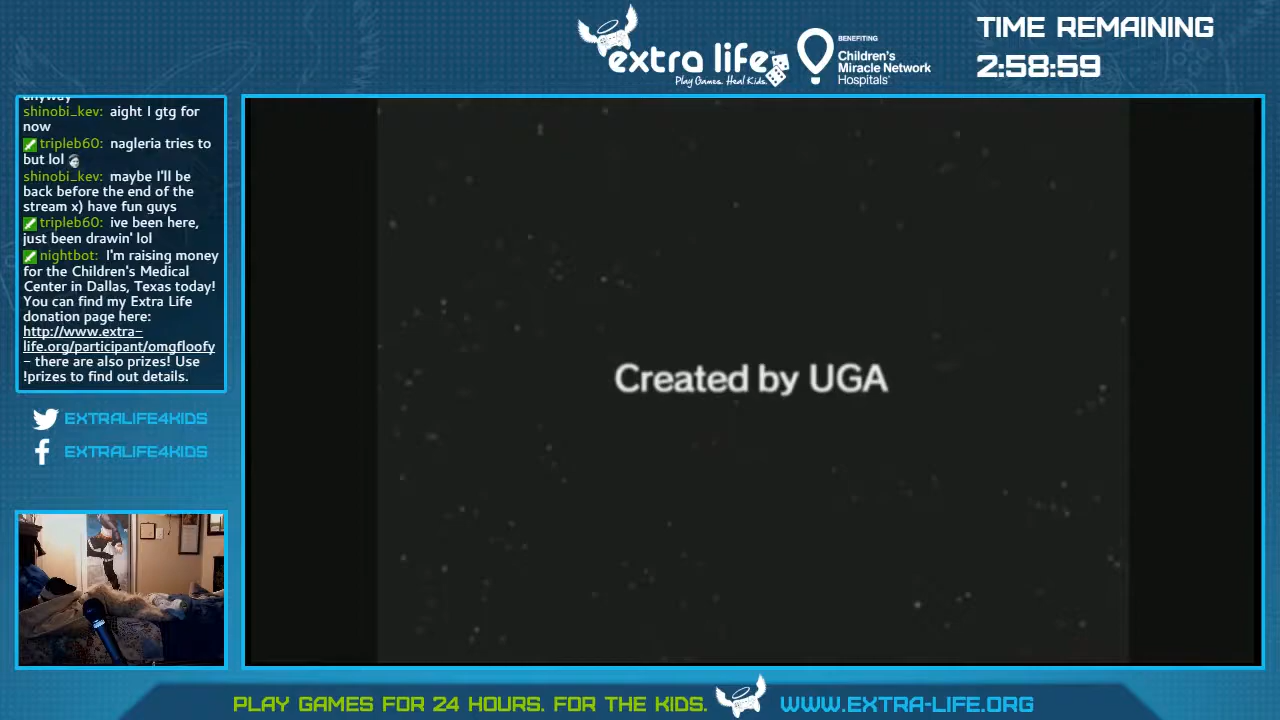 extra life
Play Games. Heal Kids.
BENEFITING
Children's
Miracle Network
Hospitals
TIME REMAINING
2:58:59
anyway
shinobi_kev: aight I gtg for
now
tripleb60: nagleria tries to
but lol
shinobi_kev: maybe I'll be
back before the end of the
stream x) have fun guys
tripleb60: ive been here,
just been drawin' lol
nightbot: I'm raising money
for the Children's Medical
Center in Dallas, Texas today!
You can find my Extra Life
donation page here:
http://www.extra-
life.org/participant/omgfloofy
- there are also prizes! Use
!prizes to find out details.
EXTRALIFE4KIDS
EXTRALIFE4KIDS
Created by UGA
PLAY GAMES FOR 24 HOURS. FOR THE KIDS.
WWW.EXTRA-LIFE.ORG